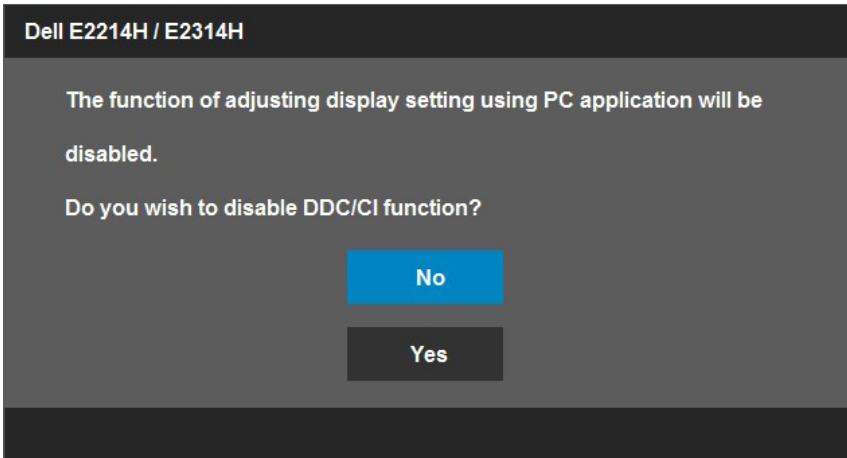 Dell E2214H / E2314H
The function of adjusting display setting using PC application will be
disabled.
Do you wish to disable DDC/CI function?
No
Yes